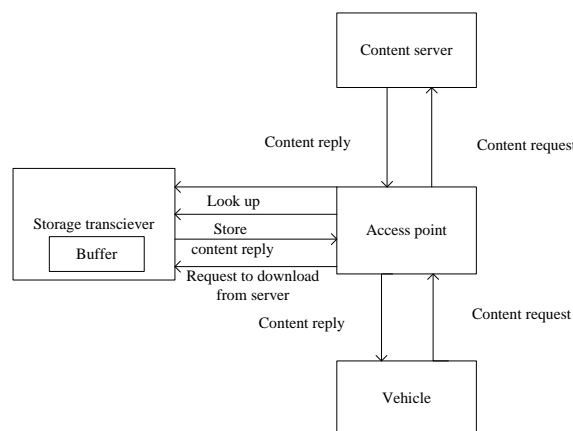 Content server
Content reply
Content request
Look up
Storage transciever
Store
Access point
content reply
Buffer
Request to download
from server
Content reply
Content request
Vehicle